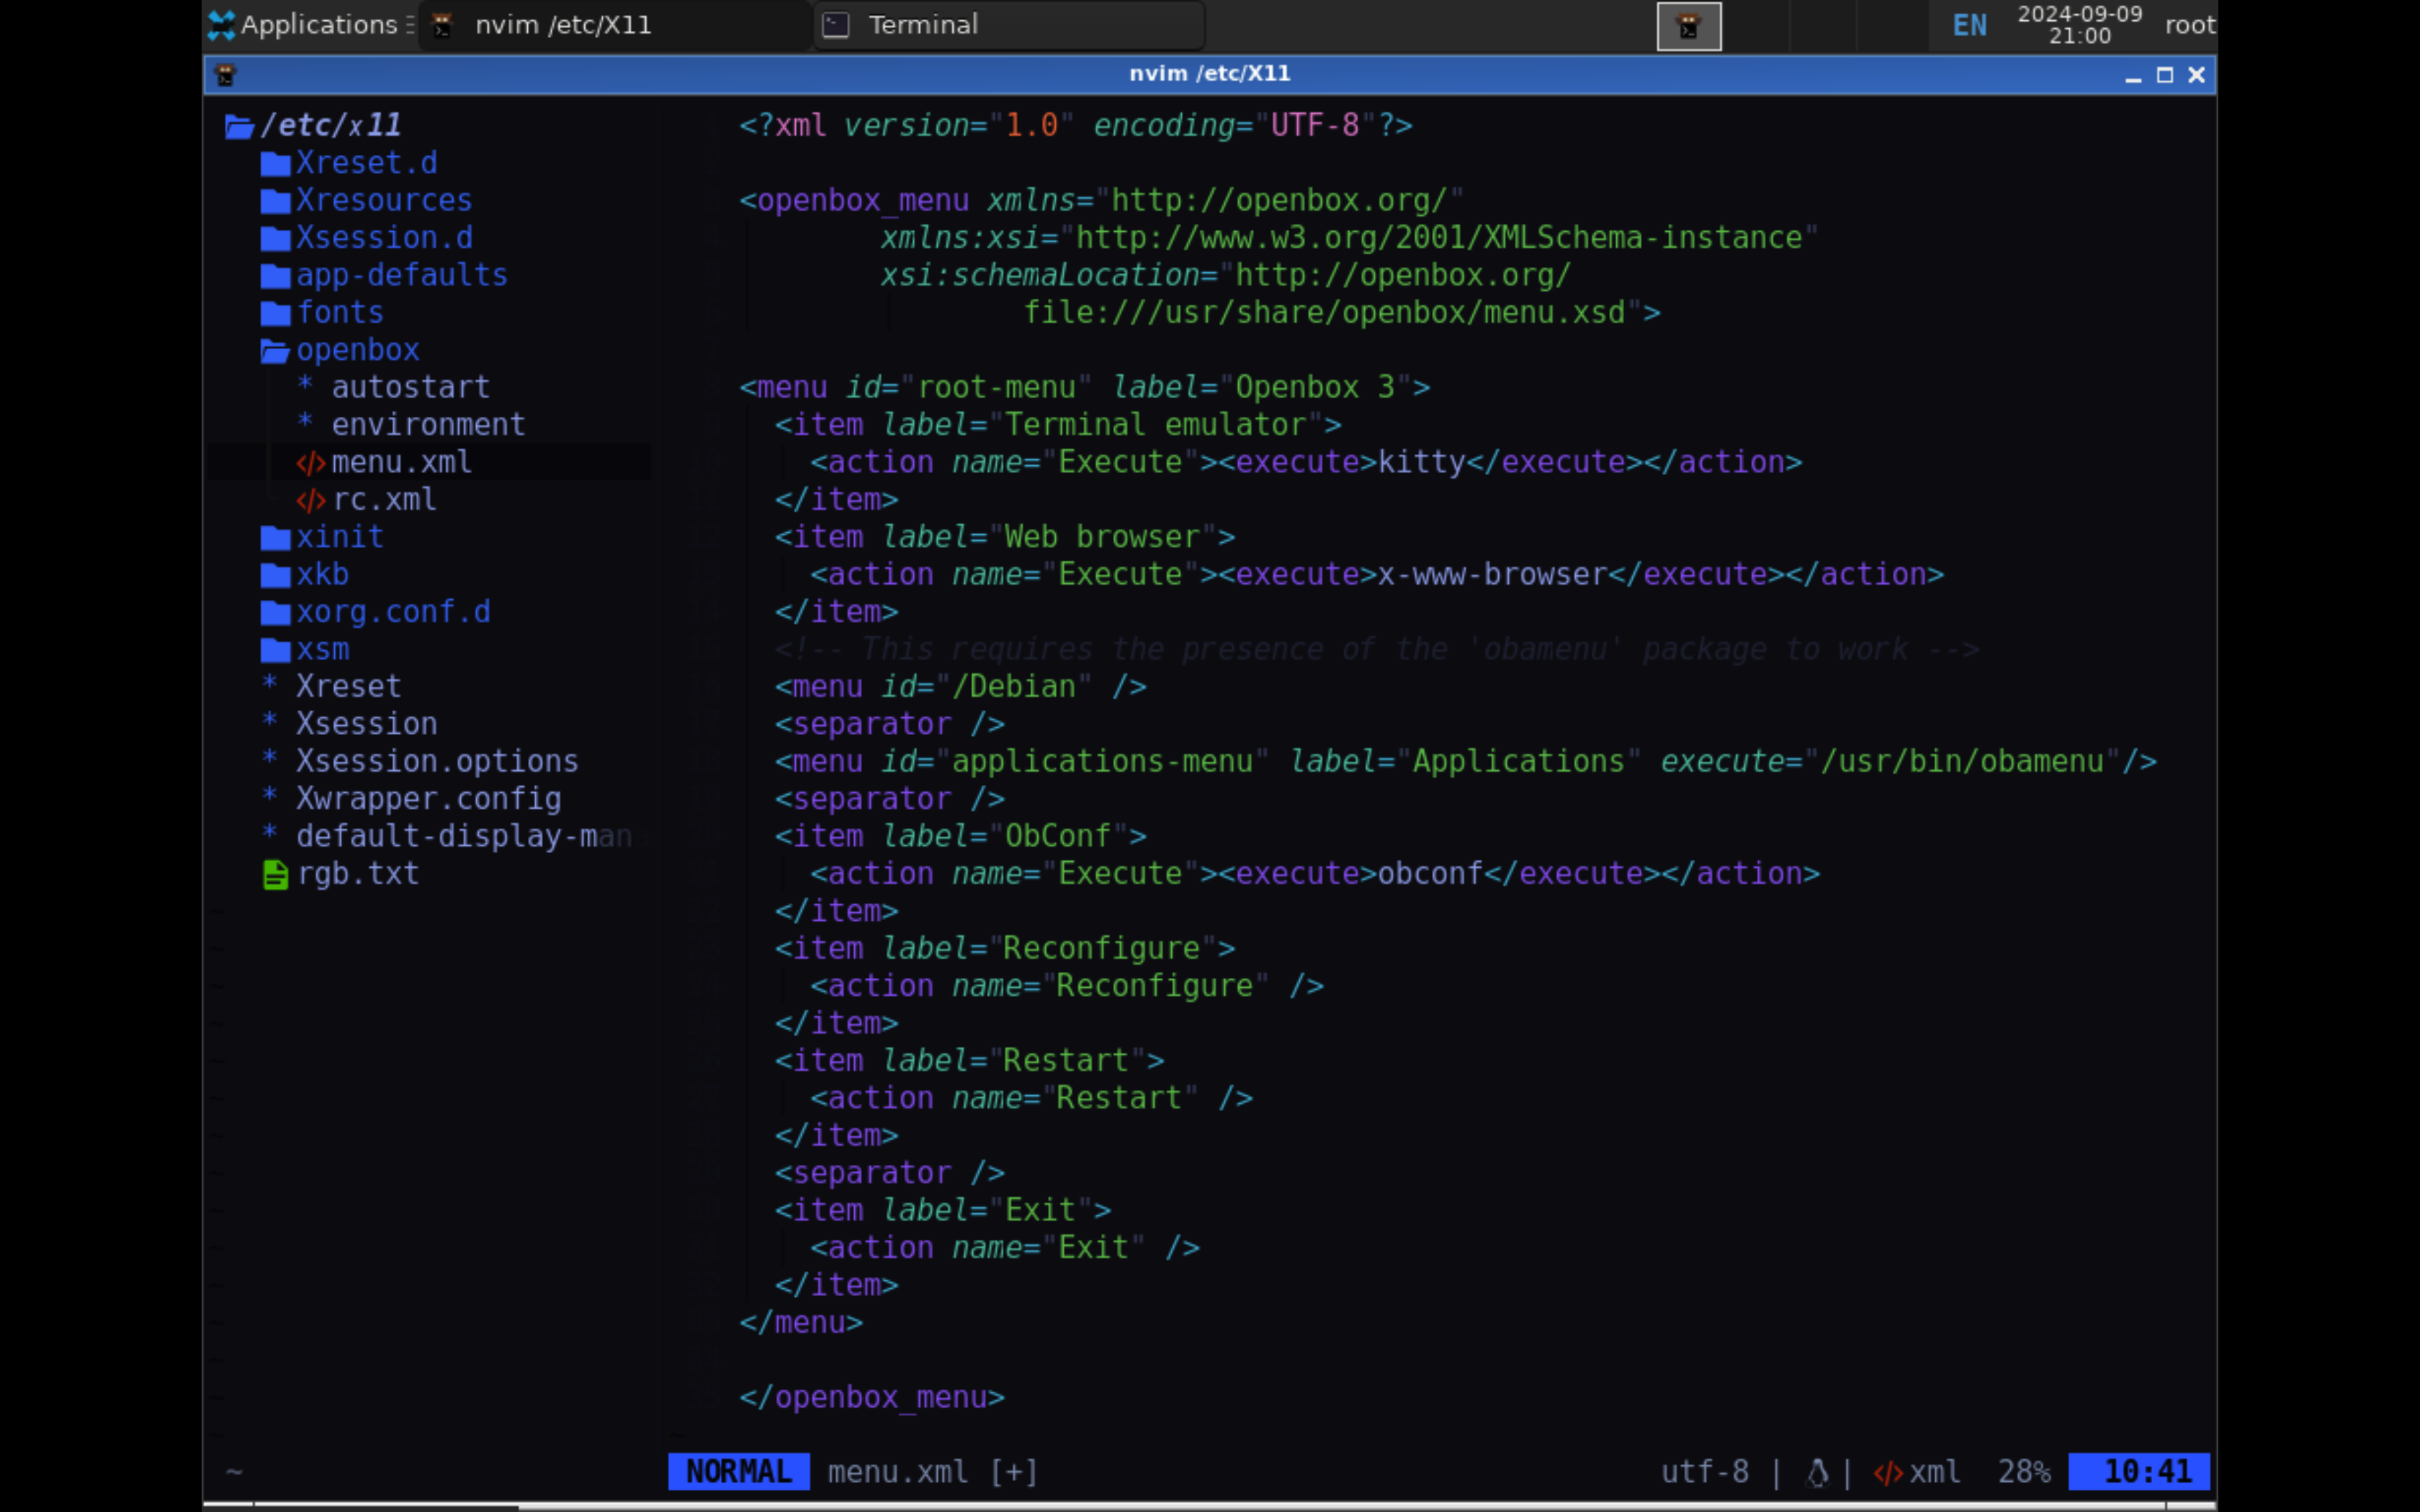 Applications nvim /etc/X11 Terminal EN 2024-09-09 21:00 root
nvim /etc/X11
/etc/x11
Xreset.d
Xresources
Xsession.d
app-defaults
fonts
openbox
* autostart
* environment
</> menu.xml
</> rc.xml
xinit
xkb
xorg.conf.d
xsm
* Xreset
* Xsession
* Xsession.options
* Xwrapper.config
* default-display-man
rgb.txt
~
<?xml version="1.0" encoding="UTF-8"?>
<openbox_menu xmlns="http://openbox.org/"
xmlns:xsi="http://www.w3.org/2001/XMLSchema-instance"
xsi:schemaLocation="http://openbox.org/
file:///usr/share/openbox/menu.xsd">
<menu id="root-menu" label="Openbox 3">
<item label="Terminal emulator">
<action name="Execute"><execute>kitty</execute></action>
</item>
<item label="Web browser">
<action name="Execute"><execute>x-www-browser</execute></action>
</item>
<!-- This requires the presence of the 'obamenu' package to work -->
<menu id="/Debian" />
<separator />
<menu id="applications-menu" label="Applications" execute="/usr/bin/obamenu"/>
<separator />
<item label="ObConf">
<action name="Execute"><execute>obconf</execute></action>
</item>
<item label="Reconfigure">
<action name="Reconfigure" />
</item>
<item label="Restart">
<action name="Restart" />
</item>
<separator />
<item label="Exit">
<action name="Exit" />
</item>
</menu>
</openbox_menu>
NORMAL menu.xml [+] utf-8 | | </> xml 28% 10:41